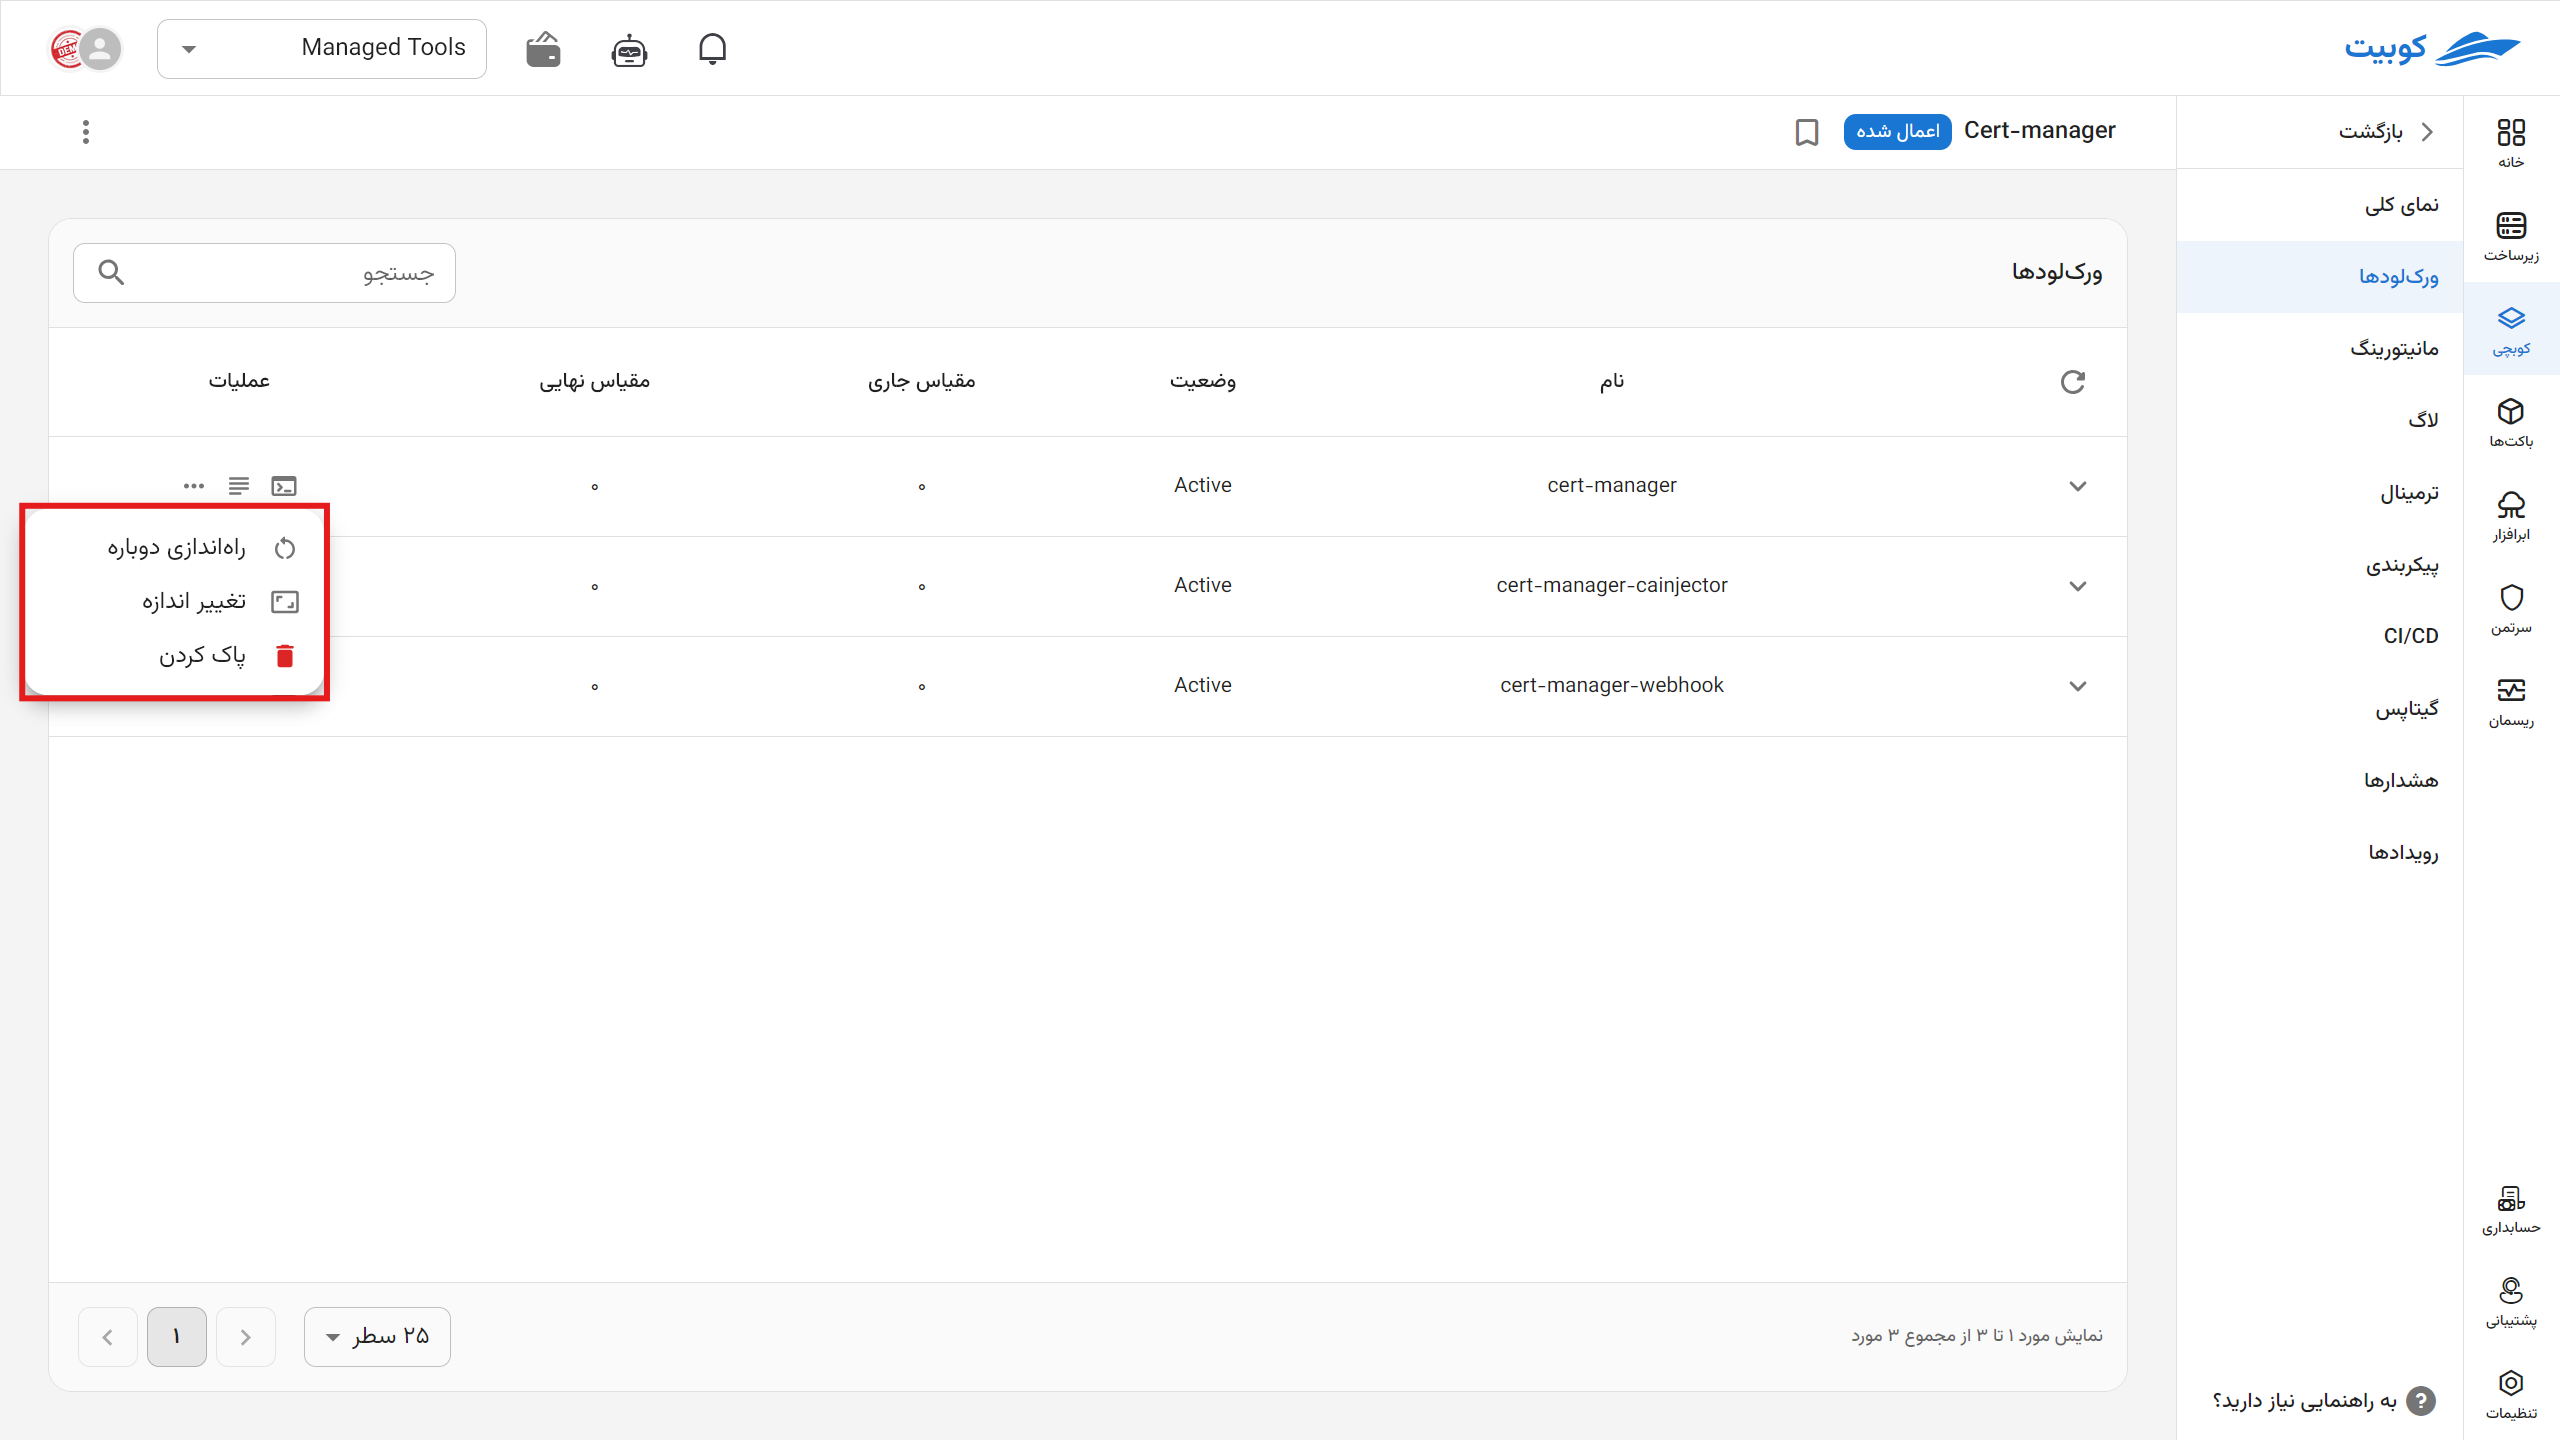 کوبیت
Managed Tools
DEMO
خانه
زیرساخت
کوبچی
باکت‌ها
ترمینال
ابرافزار
سرتمن
ریسمان
حسابداری
پشتیبانی
تنظیمات
بازگشت
نمای کلی
ورک‌لودها
مانیتورینگ
لاگ
پیکربندی
CI/CD
گیتاپس
هشدارها
رویدادها
به راهنمایی نیاز دارید؟
Cert-manager
اعمال شده
ورک‌لودها
جستجو
نام وضعیت مقیاس جاری مقیاس نهایی عملیات
cert-manager Active ۰ ۰
cert-manager-cainjector Active ۰ ۰
cert-manager-webhook Active ۰ ۰
راه‌اندازی دوباره
تغییر اندازه
پاک کردن
نمایش مورد ۱ تا ۳ از مجموع ۳ مورد
۲۵ سطر
۱